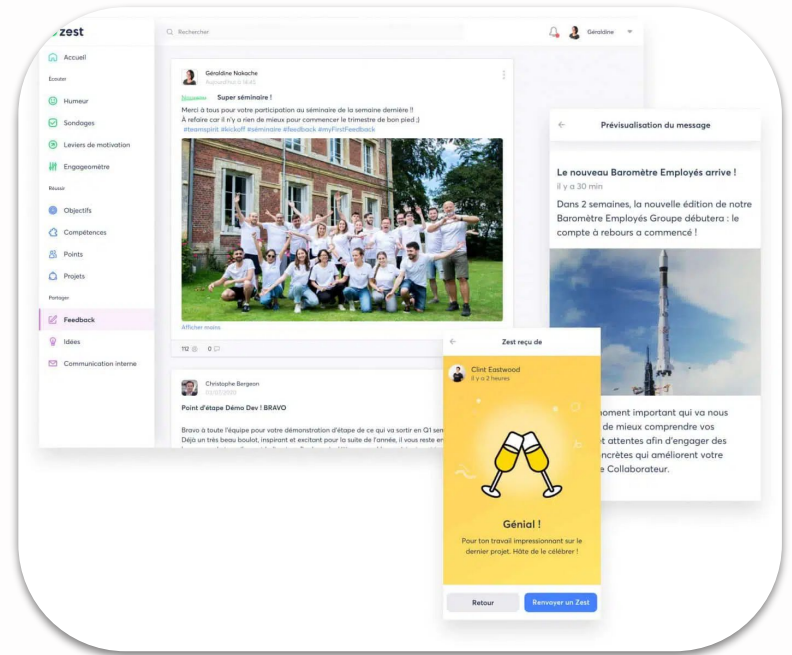 zest
Rechercher
Géraldine
Accueil
Ecouter
Humeur
Sondages
Leviers de motivation
Engageomètre
Réussir
Objectifs
Compétences
Points
Projets
Partager
Feedback
Idées
Communication interne
Géraldine Nakache
Aujourd'hui à 14:45
Super séminaire !
Merci à tous pour votre participation au séminaire de la semaine dernière !!
À refaire car il n'y a rien de mieux pour commencer le trimestre de bon pied ;)
#teamspirit #kickoff #séminaire #feedback #myFirstFeedback
Afficher moins
112
0
Christophe Bergeon
Point d'étape Démo Dev ! BRAVO
Bravo à toute l'équipe pour votre démonstration d'étape de ce qui va sortir en Q1
Déjà un très beau boulot, inspirant et excitant pour la suite de l'année, il vous reste
Prévisualisation du message
Le nouveau Baromètre Employés arrive !
il y a 30 min
Dans 2 semaines, la nouvelle édition de notre
Baromètre Employés Groupe débutera : le
compte à rebours a commencé !
moment important qui va nous
de mieux comprendre vos
t attentes afin d'engager des
ncrètes qui améliorent votre
e Collaborateur.
Zest reçu de
Clint Eastwood
il y a 2 heures
Génial !
Pour ton travail impressionnant sur le
dernier projet. Hâte de le célébrer !
Retour
Renvoyer un Zest